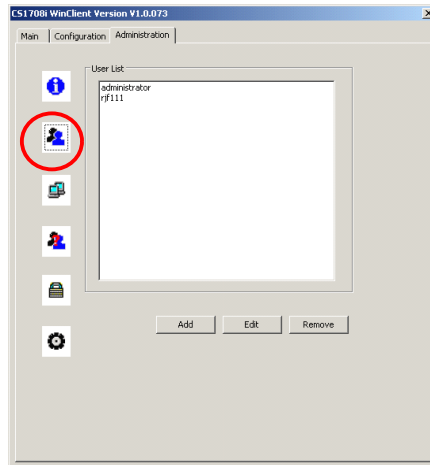 CS1708i WinClient Version V1.0.073
Main Configuration Administration
User List
administrator
rjf111
Add Edit Remove